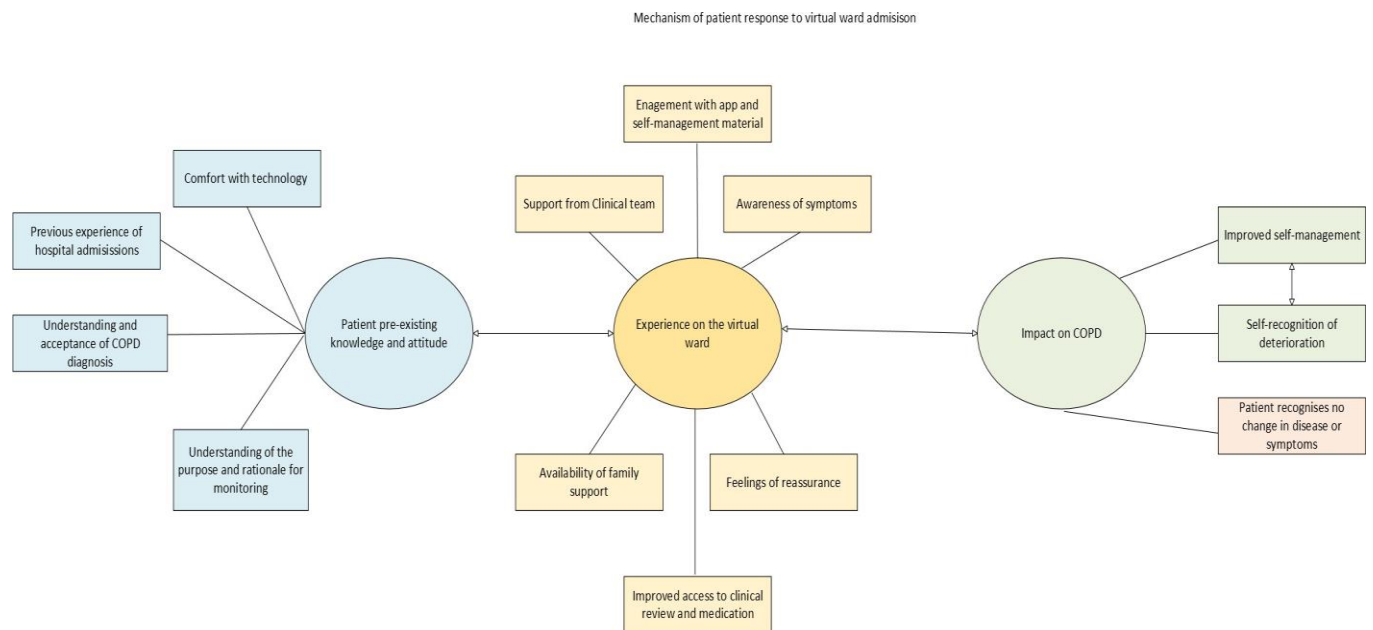 Mechanism of patient response to virtual ward admisison
Enagement with app and
self-management material
Comfort with technology
Support from Clinical team
Awareness of symptoms
Previous experience of
hospital admisissions
Improved self-management
Understanding and
acceptance of COPD
diagnosis
Patient pre-existing
knowledge and attitude
Experience on the virtual
ward
Impact on COPD
Self-recognition of
deterioration
Patient recognises no
change in disease or
symptoms
Understanding of the
purpose and rationale for
monitoring
Availability of family
support
Feelings of reassurance
Improved access to clinical
review and medication